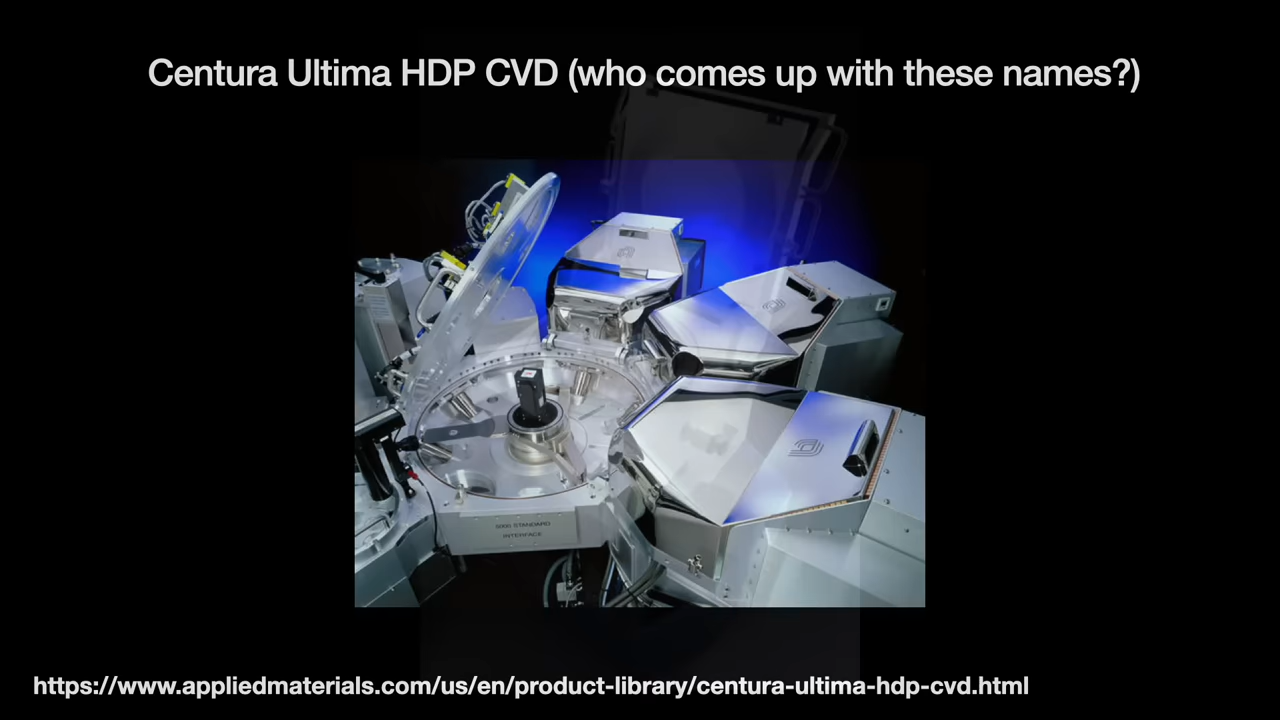 Centura Ultima HDP CVD (who comes up with these names?)
STANDARD
INTERFACE
https://www.appliedmaterials.com/us/en/product-library/centura-ultima-hdp-cvd.html